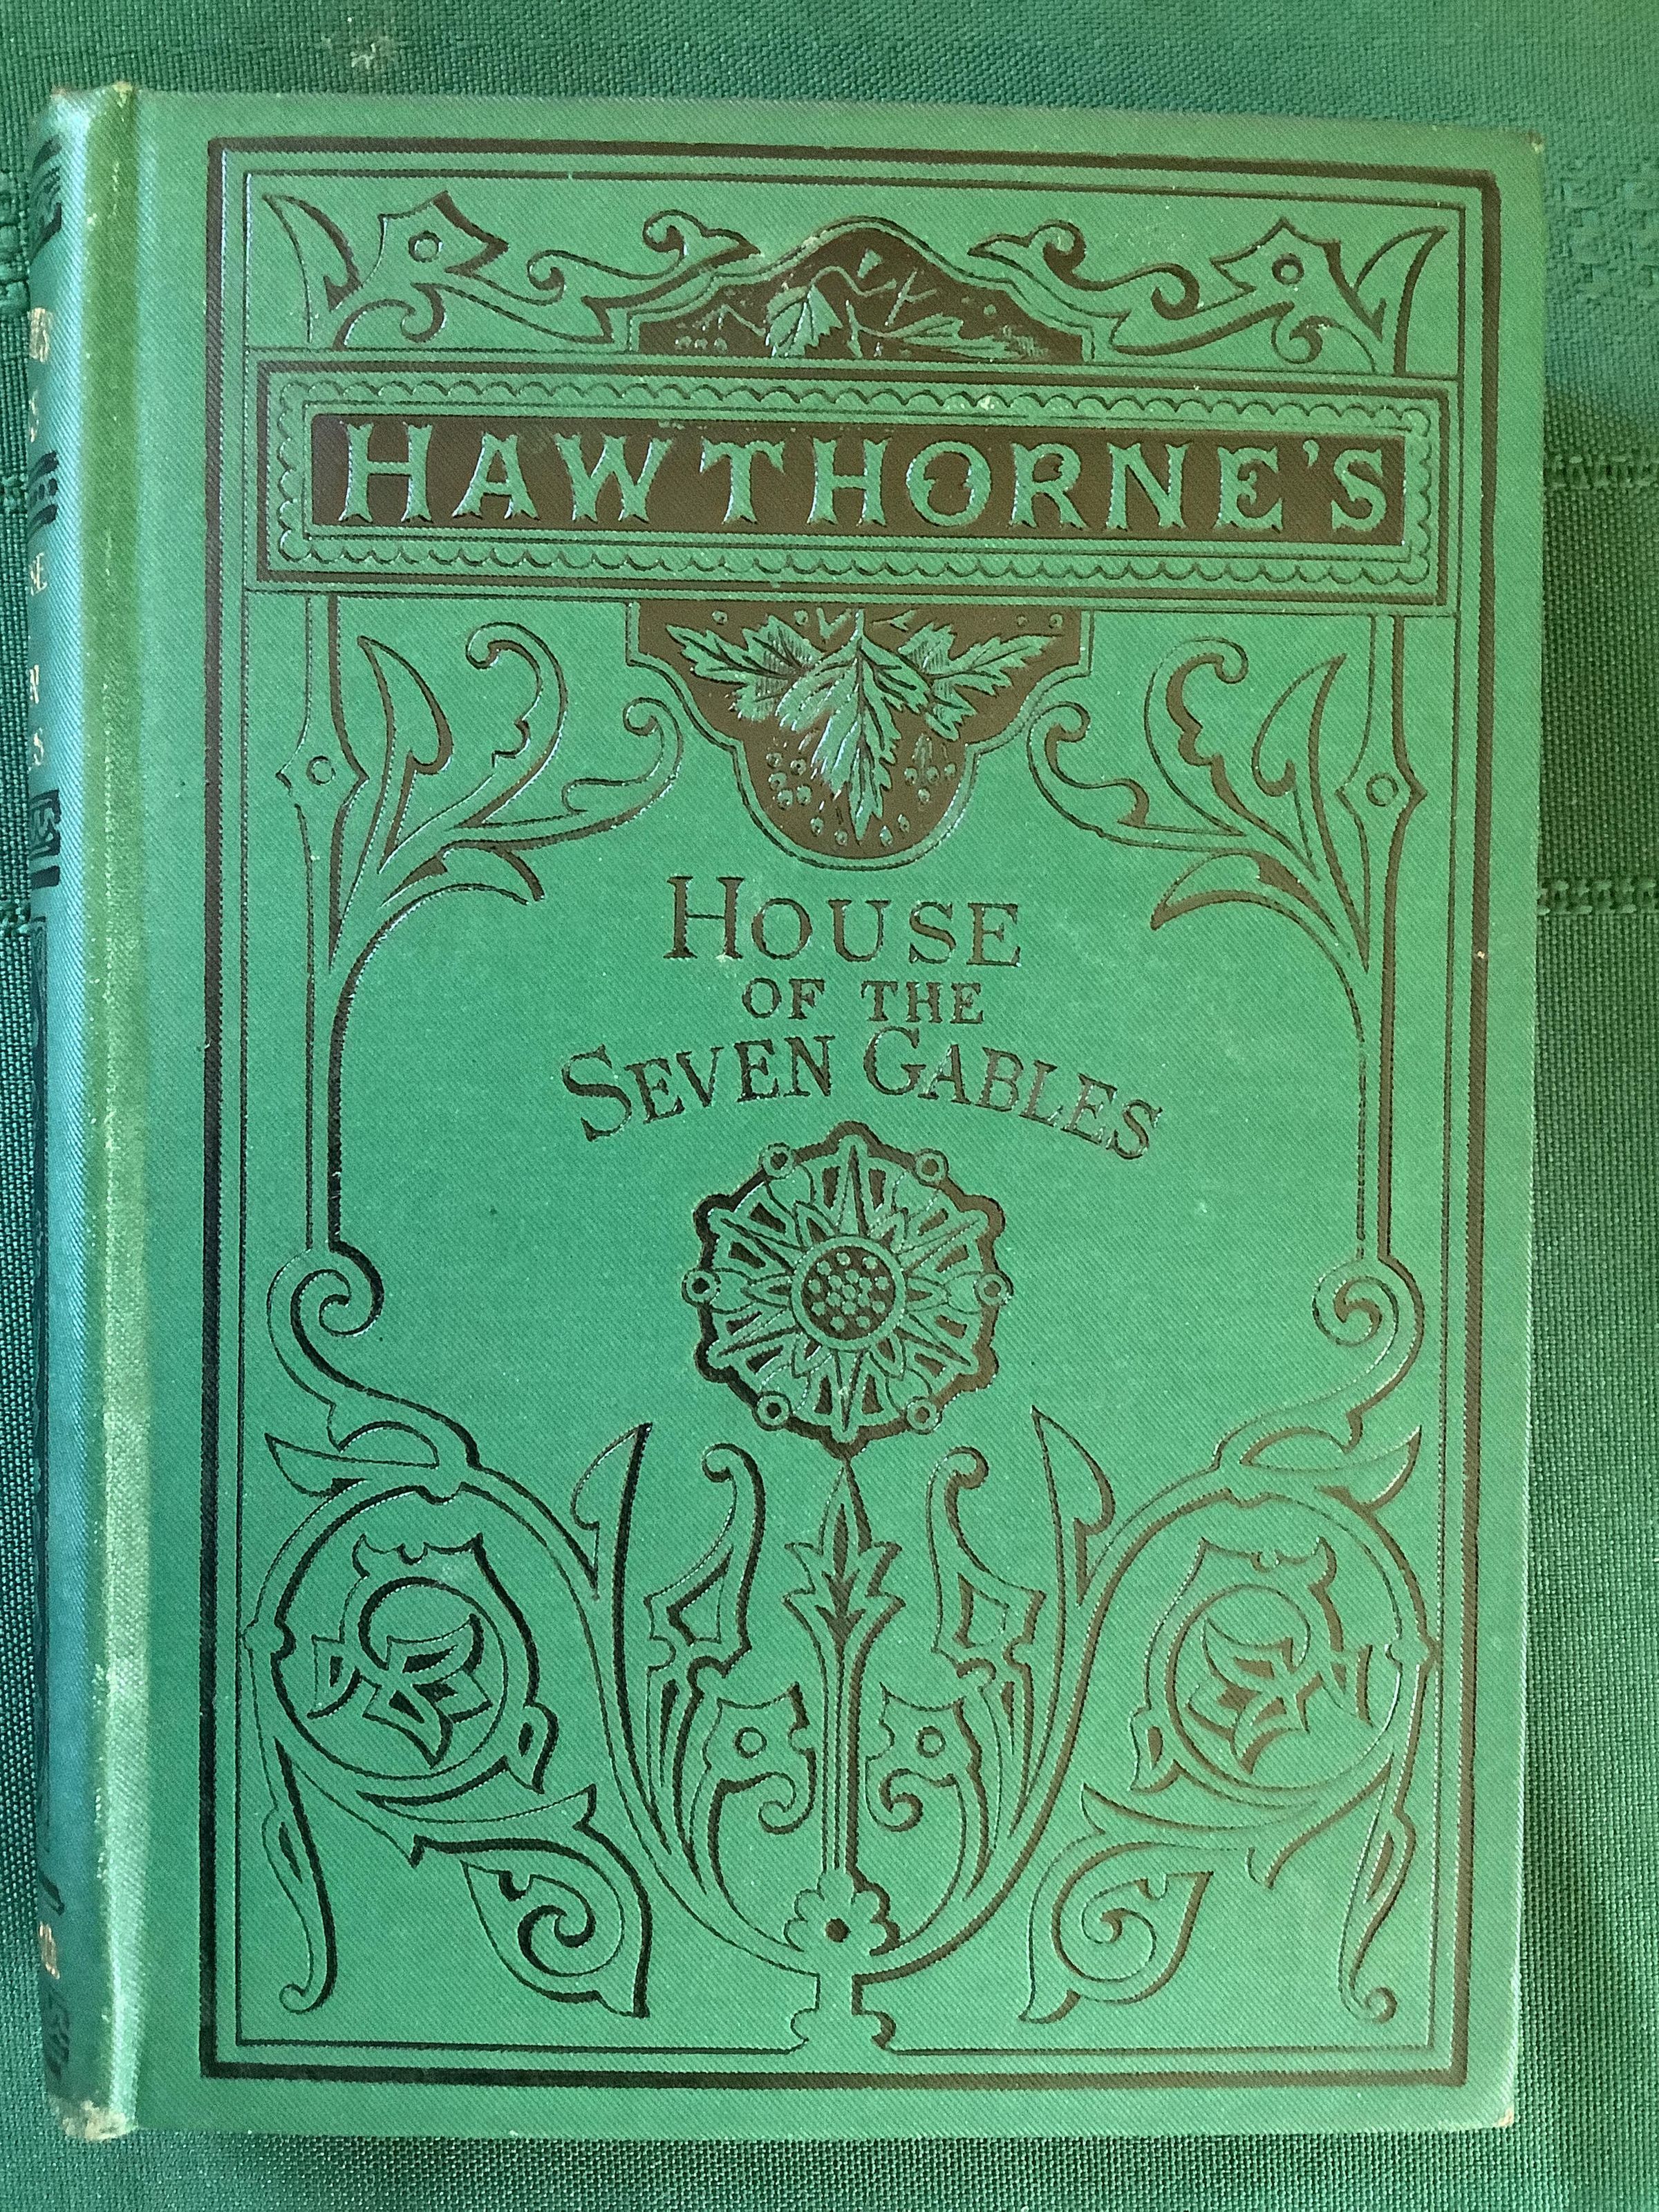 HAWTHORNE'S
HOUSE
OF THE
SEVEN GABLES